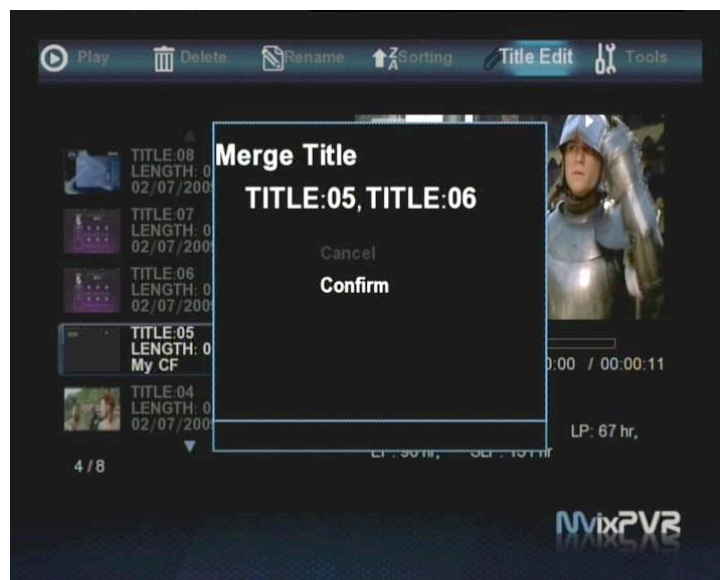 Play Delete Rename Sorting Title Edit Tools
Merge Title
TITLE:05, TITLE:06
Cancel
Confirm
TITLE:08
LENGTH: 0
02/07/200
TITLE:07
LENGTH: 0
02/07/200
TITLE:06
LENGTH: 0
02/07/200
TITLE:05
LENGTH: 0
My CF
TITLE:04
LENGTH: 0
02/07/200
4 / 8
0:00 / 00:00:11
LP: 67 hr,
MvixPVR